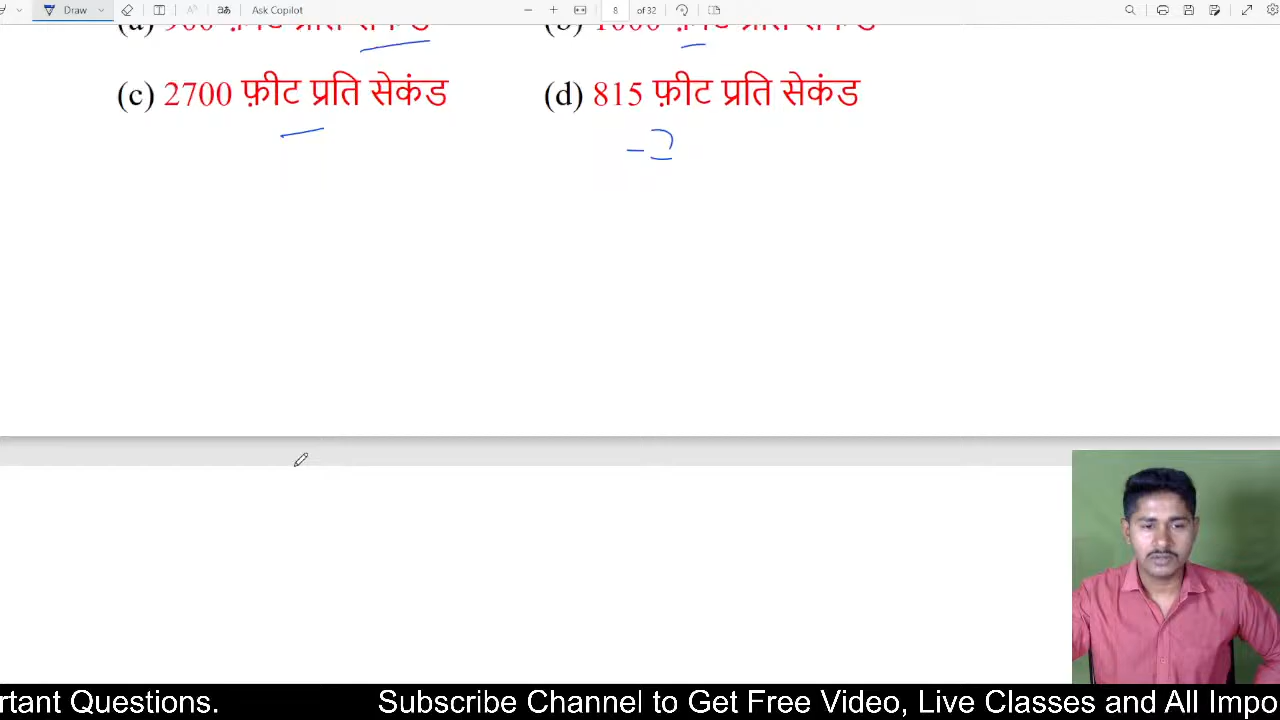 Draw
Ask Copilot
8 of 32
(c) 2700 फ़ीट प्रति सेकंड (d) 815 फ़ीट प्रति सेकंड
rtant Questions. Subscribe Channel to Get Free Video, Live Classes and All Impo